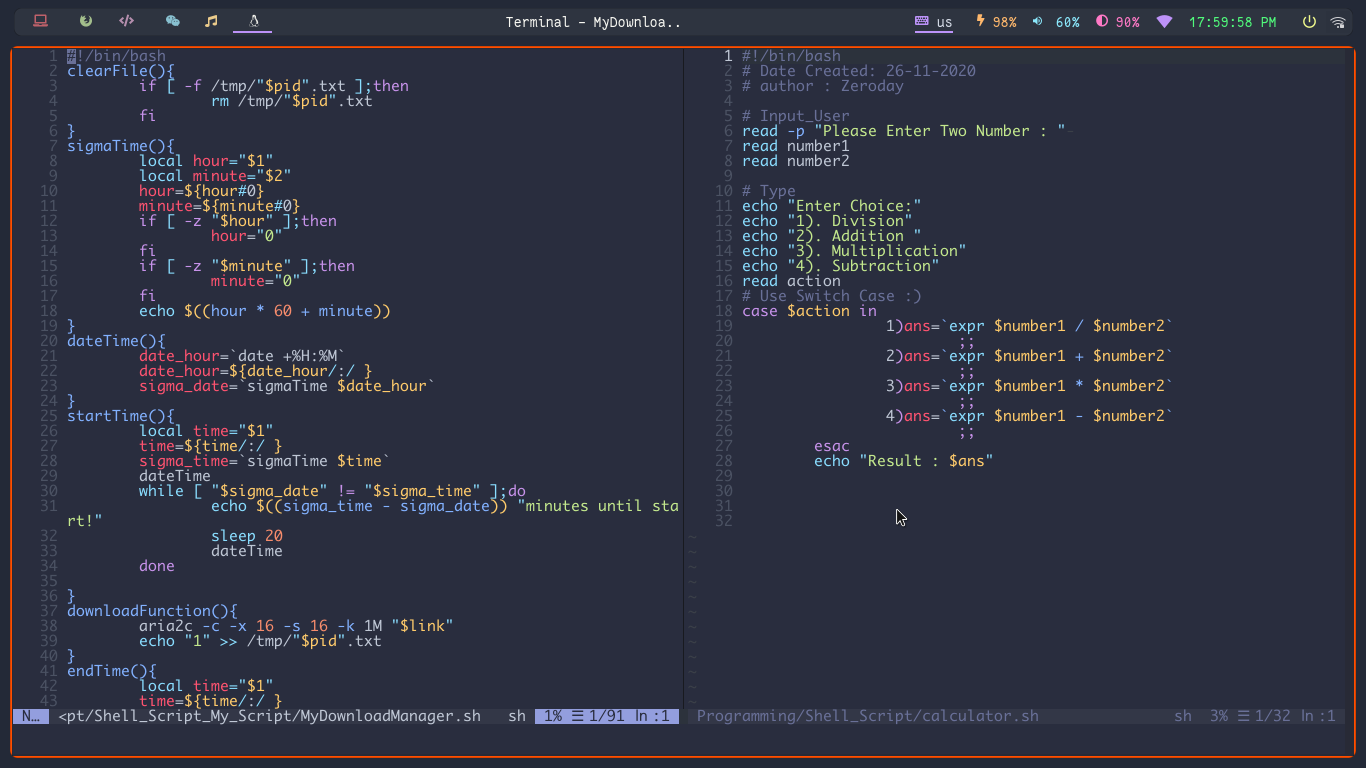 Terminal - MyDownloa..
us 98% 60% 90% 17:59:58 PM
1 #!/bin/bash
2 clearFile(){
3 if [ -f /tmp/"$pid".txt ];then
4 rm /tmp/"$pid".txt
5 fi
6 }
7 sigmaTime(){
8 local hour="$1"
9 local minute="$2"
10 hour=${hour#0}
11 minute=${minute#0}
12 if [ -z "$hour" ];then
13 hour="0"
14 fi
15 if [ -z "$minute" ];then
16 minute="0"
17 fi
18 echo $((hour * 60 + minute))
19 }
20 dateTime(){
21 date_hour=`date +%H:%M`
22 date_hour=${date_hour/:/ }
23 sigma_date=`sigmaTime $date_hour`
24 }
25 startTime(){
26 local time="$1"
27 time=${time/:/ }
28 sigma_time=`sigmaTime $time`
29 dateTime
30 while [ "$sigma_date" != "$sigma_time" ];do
31 echo $((sigma_time - sigma_date)) "minutes until sta
rt!"
32 sleep 20
33 dateTime
34 done
35
36 }
37 downloadFunction(){
38 aria2c -c -x 16 -s 16 -k 1M "$link"
39 echo "1" >> /tmp/"$pid".txt
40 }
41 endTime(){
42 local time="$1"
43 time=${time/:/ }
N… <pt/Shell_Script_My_Script/MyDownloadManager.sh sh 1% ☰ 1/91 ln :1
1 #!/bin/bash
2 # Date Created: 26-11-2020
3 # author : Zeroday
4
5 # Input_User
6 read -p "Please Enter Two Number : "-
7 read number1
8 read number2
9
10 # Type
11 echo "Enter Choice:"
12 echo "1). Division"
13 echo "2). Addition "
14 echo "3). Multiplication"
15 echo "4). Subtraction"
16 read action
17 # Use Switch Case :)
18 case $action in
19 1)ans=`expr $number1 / $number2`
20 ;;
21 2)ans=`expr $number1 + $number2`
22 ;;
23 3)ans=`expr $number1 * $number2`
24 ;;
25 4)ans=`expr $number1 - $number2`
26 ;;
27 esac
28 echo "Result : $ans"
29
30
31
32
~
~
~
~
~
~
~
~
~
~
~
~
Programming/Shell_Script/calculator.sh sh 3% ☰ 1/32 ln :1